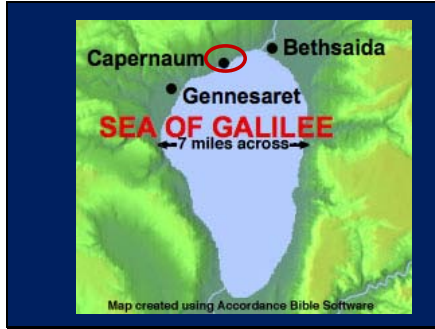 Bethsaida
Capernaum
Gennesaret
SEA OF GALILEE
7 miles across
Map created using Accordance Bible Software